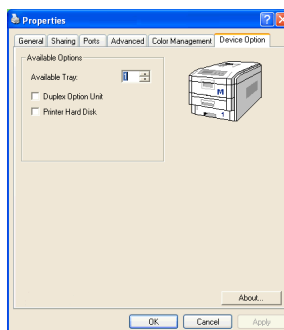 Properties
General Sharing Ports Advanced Color Management Device Option
Available Options
Available Tray: 1
Duplex Option Unit
Printer Hard Disk
M
1
About...
OK Cancel Apply